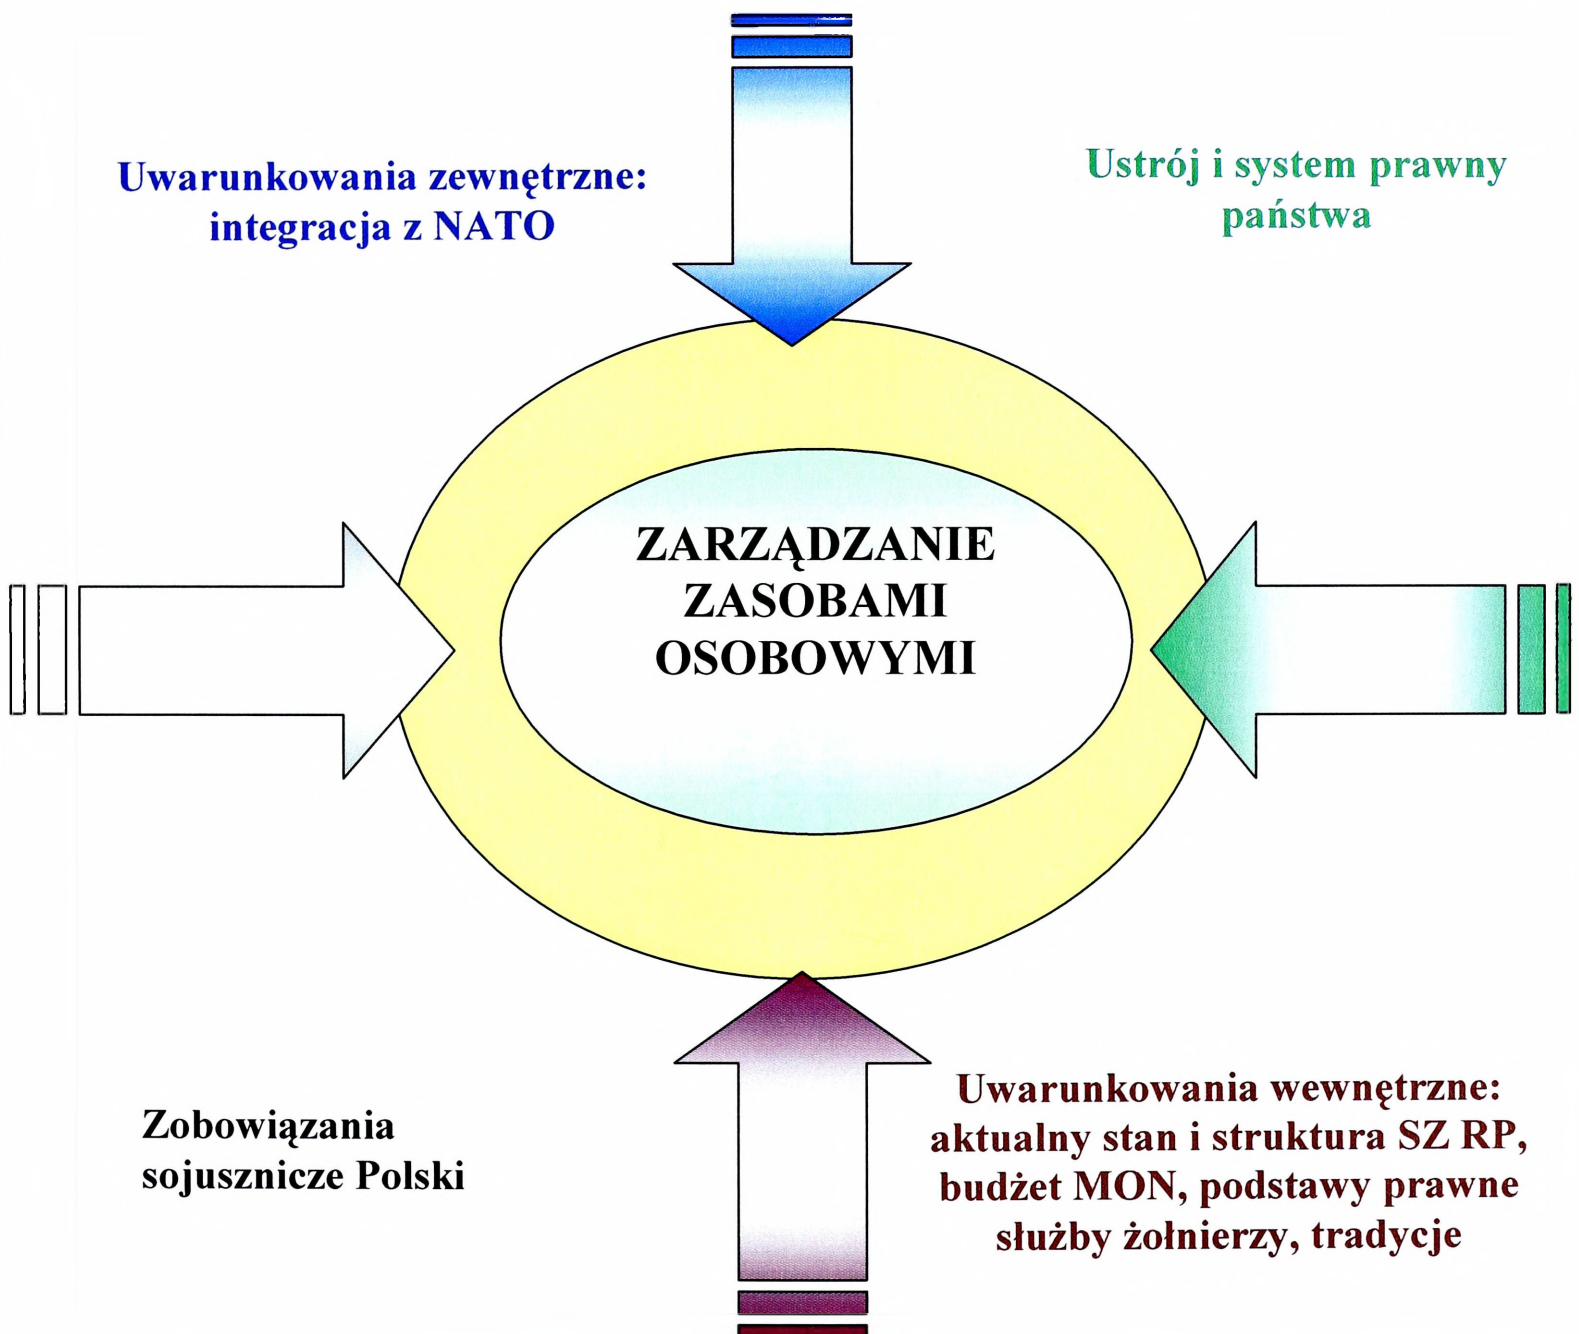 Uwarunkowania zewnętrzne:
integracja z NATO
Ustrój i system prawny
państwa
ZARZĄDZANIE
ZASOBAMI
OSOBOWYMI
Zobowiązania
sojusznicze Polski
Uwarunkowania wewnętrzne:
aktualny stan i struktura SZ RP,
budżet MON, podstawy prawne
służby żołnierzy, tradycje